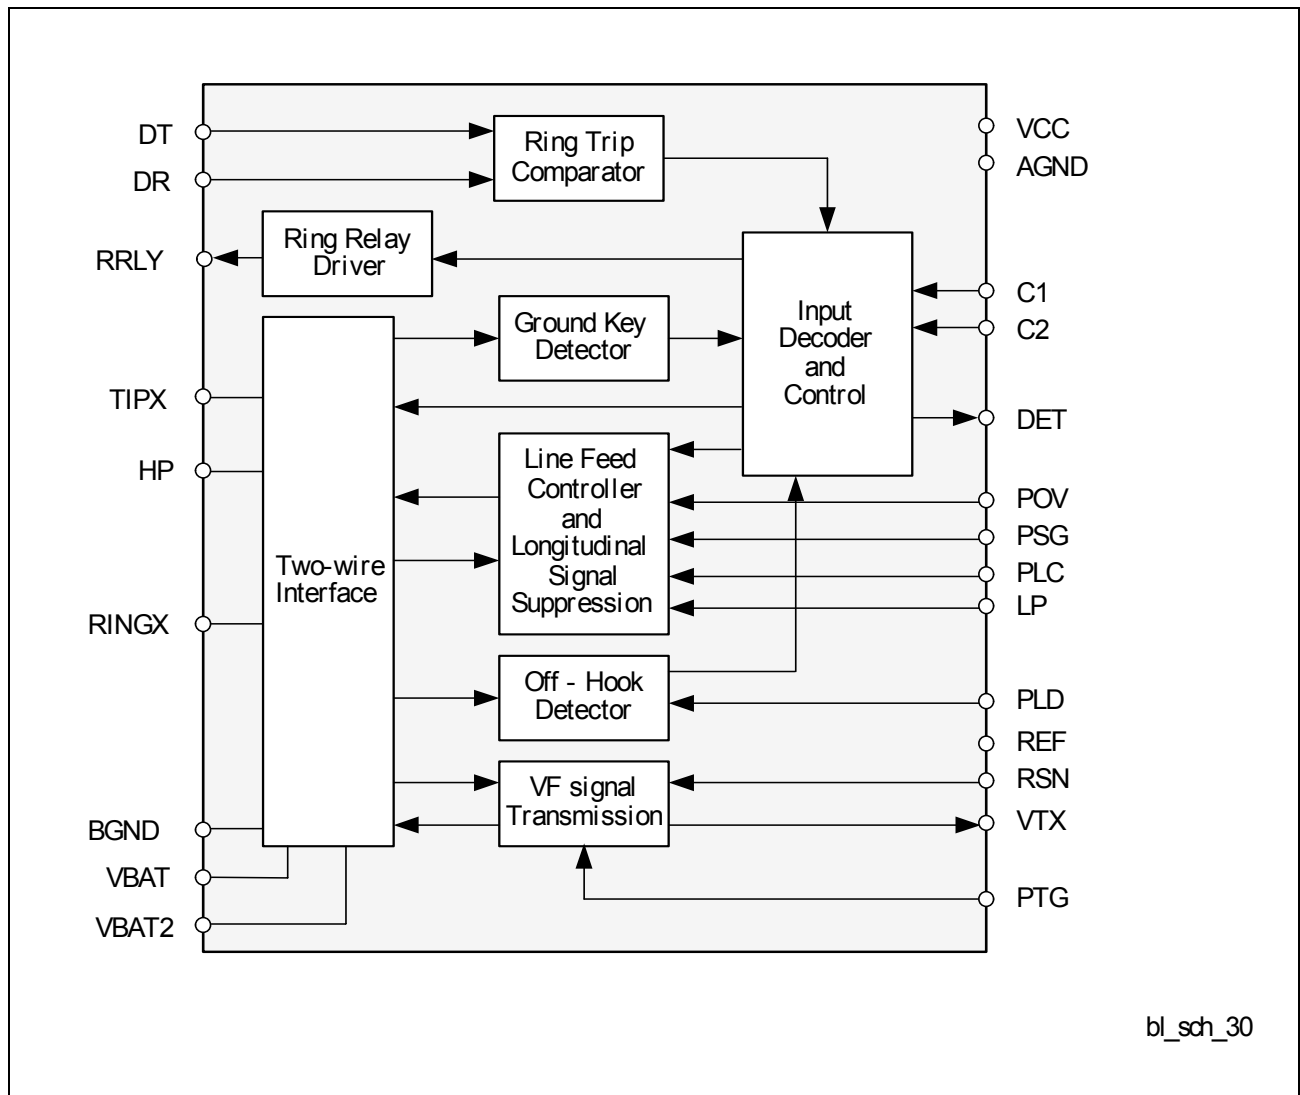 DT
DR
RRLY
TIPX
HP
RINGX
BGND
VBAT
VBAT2
Ring Trip
Comparator
Ring Relay
Driver
Ground Key
Detector
Two-wire
Interface
Line Feed
Controller
and
Longitudinal
Signal
Suppression
Off - Hook
Detector
VF signal
Transmission
Input
Decoder
and
Control
VCC
AGND
C1
C2
DET
POV
PSG
PLC
LP
PLD
REF
RSN
VTX
PTG
bl_sch_30